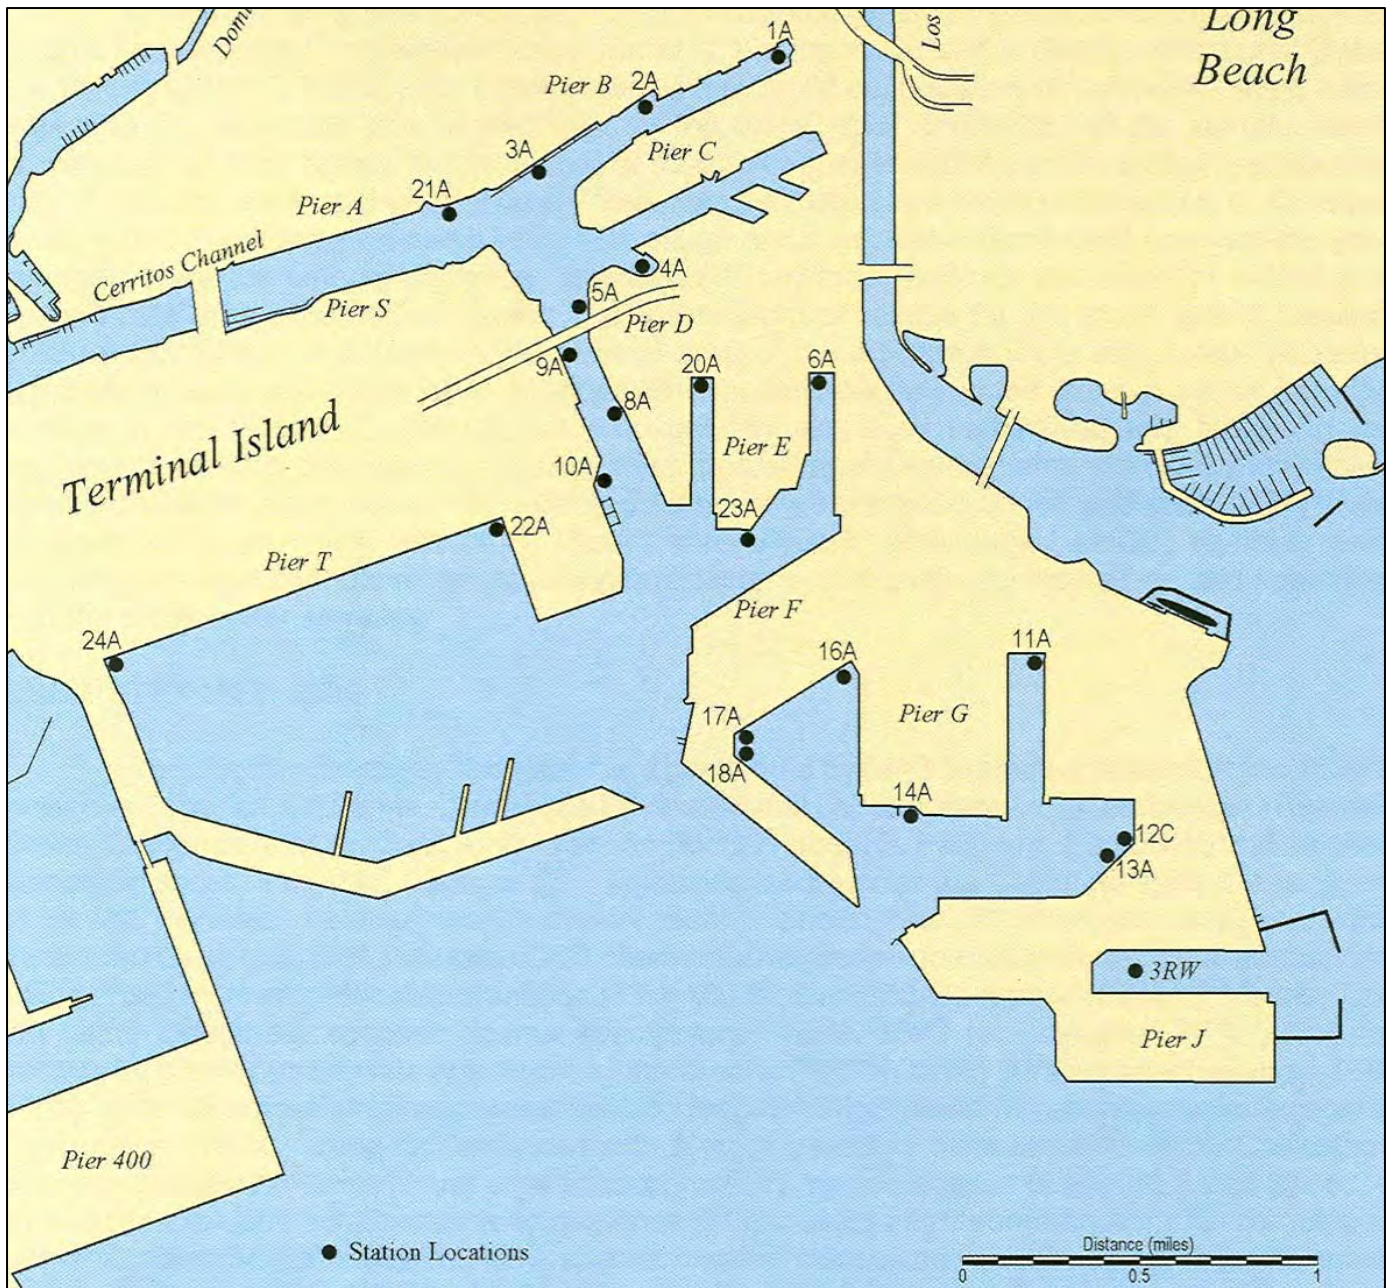 Long
Beach
Domi
Los
1A
Pier B
2A
3A
Pier C
21A
Pier A
Cerritos Channel
4A
5A
Pier S
Pier D
9A
20A
6A
8A
Terminal Island
Pier E
10A
23A
22A
Pier T
Pier F
24A
16A
11A
17A
Pier G
18A
14A
12C
13A
3RW
Pier J
Pier 400
Station Locations
Distance (miles)
0 0.5 1